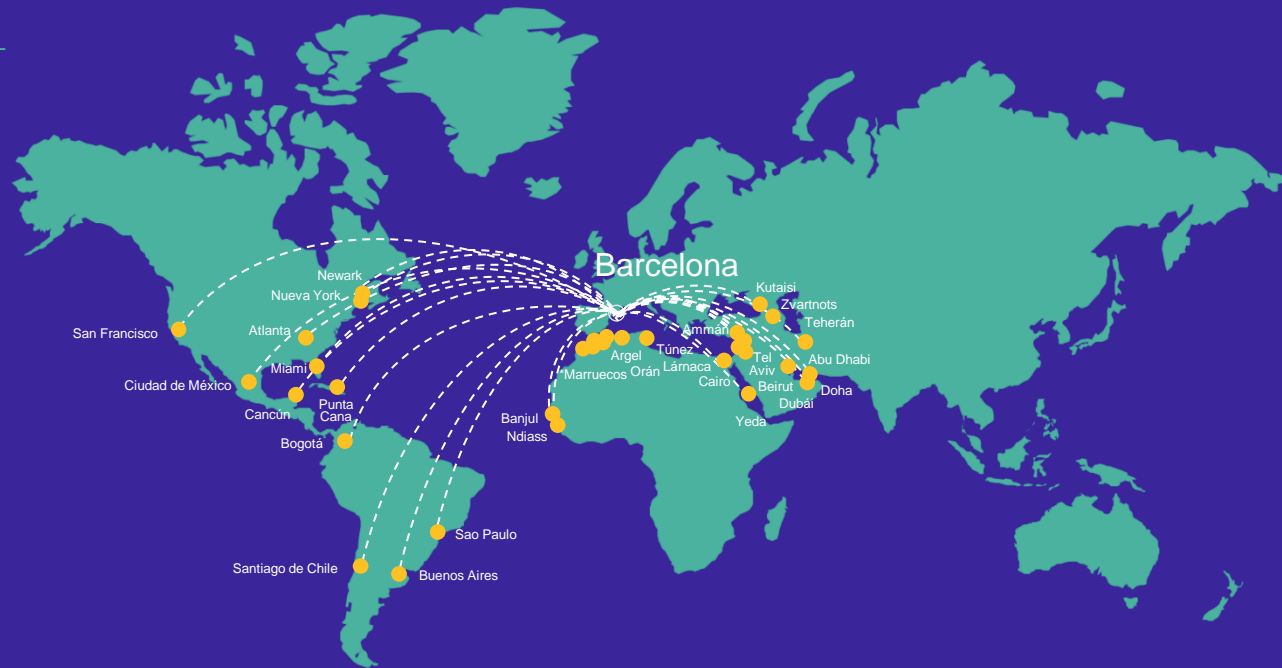 Barcelona
Newark
Nueva York
San Francisco
Atlanta
Miami
Ciudad de México
Cancún
Punta
Cana
Bogotá
Sao Paulo
Santiago de Chile
Buenos Aires
Kutaisi
Zvartnots
Teherán
Ammán
Argel
Túnez
Marruecos
Orán
Lárnaca
Cairo
Tel
Aviv
Beirut
Abu Dhabi
Doha
Dubái
Yeda
Banjul
Ndiass